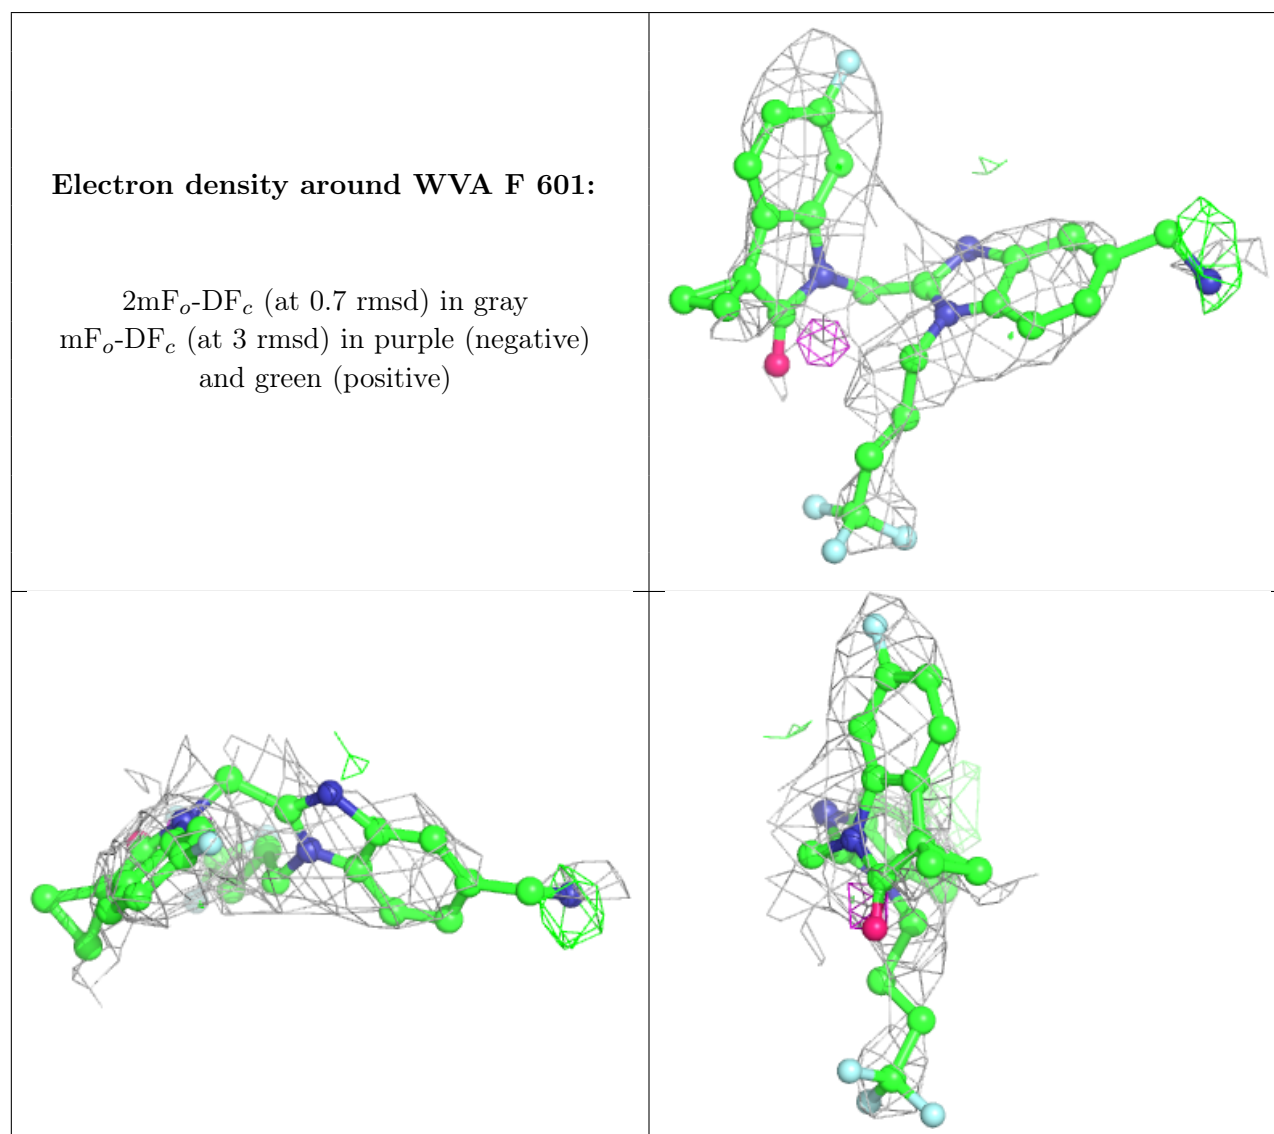 Electron density around WVA F 601:
2mFo-DFc (at 0.7 rmsd) in gray
mFo-DFc (at 3 rmsd) in purple (negative)
and green (positive)